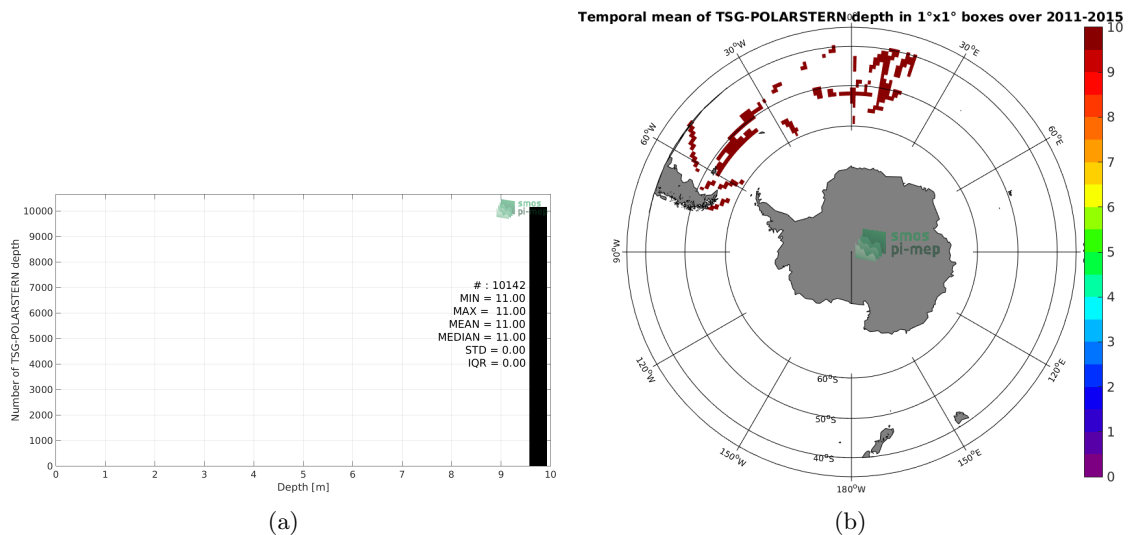 10000
9000
8000
7000
6000
5000
4000
3000
2000
1000
0
Number of TSG-POLARSTERN depth
smos
pi-mep
# : 10142
MIN = 11.00
MAX = 11.00
MEAN = 11.00
MEDIAN = 11.00
STD = 0.00
IQR = 0.00
0 1 2 3 4 5 6 7 8 9 10
Depth [m]
(a)
Temporal mean of TSG-POLARSTERN depth in 1°x1° boxes over 2011-2015
30°W
30°E
60°W
60°E
90°W
smos
pi-mep
120°W
120°E
60°S
50°S
40°S
150°W
150°E
180°W
10
9
8
7
6
5
4
3
2
1
0
(b)